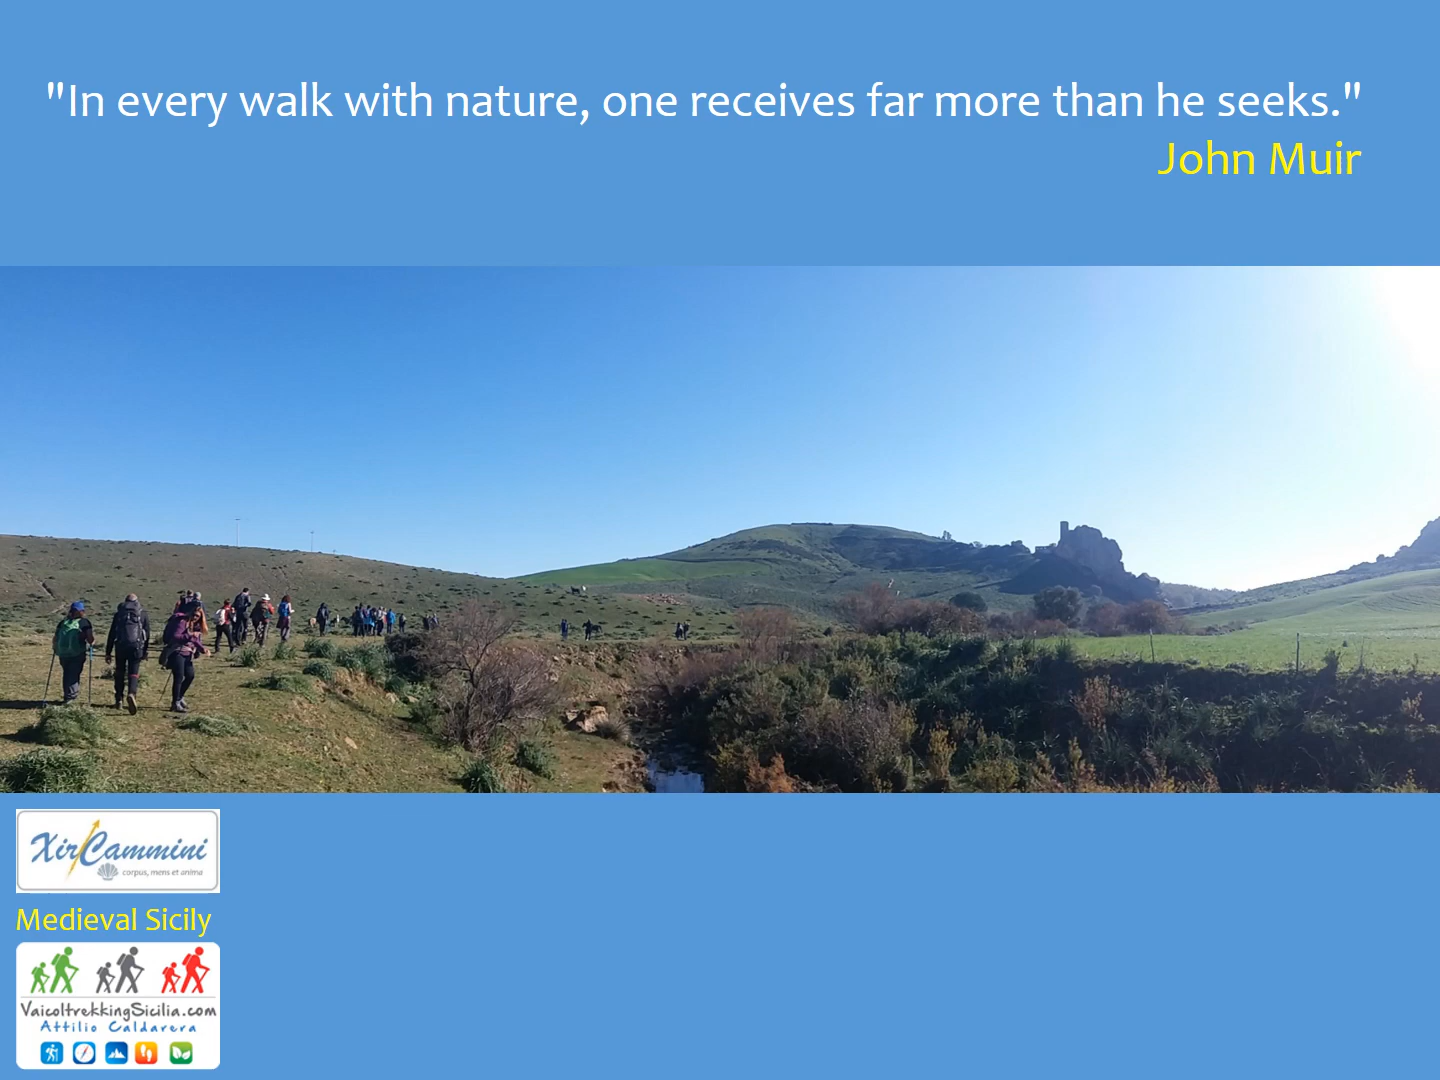 "In every walk with nature, one receives far more than he seeks."
John Muir
XirCammini
corpus, mens et anima
Medieval Sicily
VaicoltrekkingSicilia.com
Attilio Caldarera